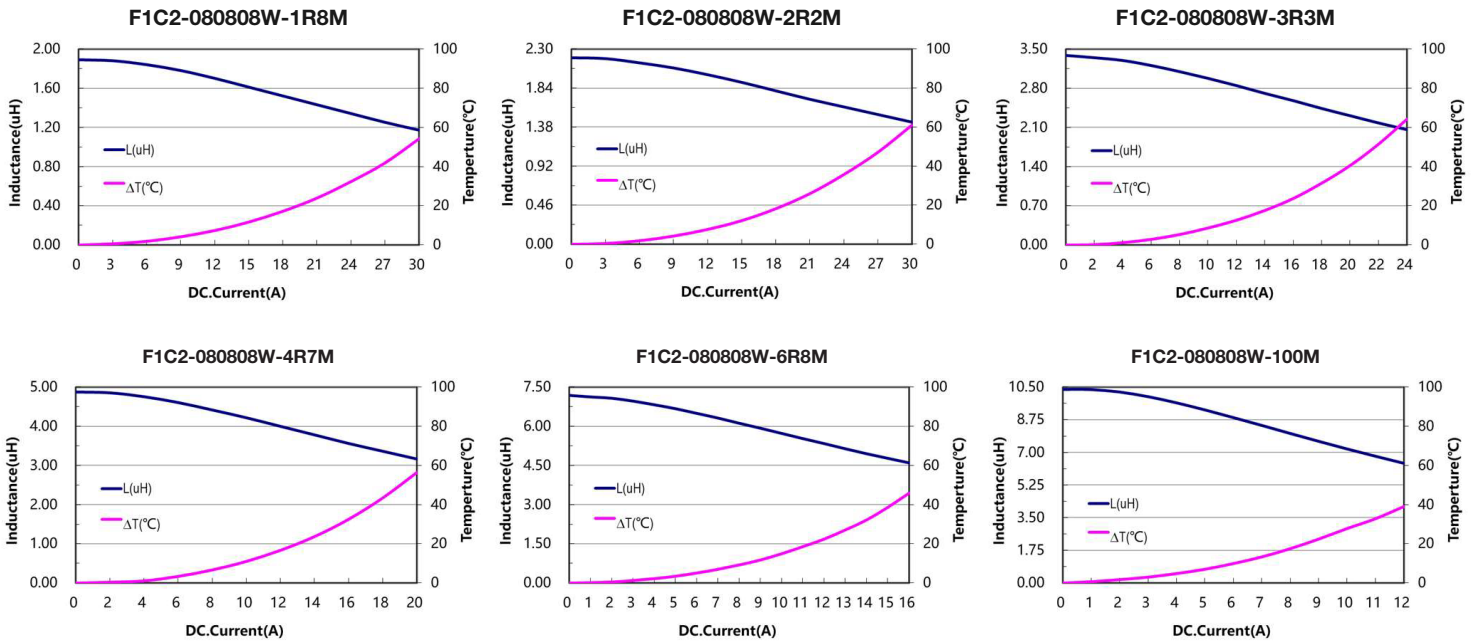 F1C2-080808W-1R8M
2.00
1.60
1.20
0.80
0.40
0.00
100
80
60
40
20
0
Inductance(uH)
Temperture(℃)
L(uH)
ΔT(℃)
0 3 6 9 12 15 18 21 24 27 30
DC.Current(A)
F1C2-080808W-2R2M
2.30
1.84
1.38
0.92
0.46
0.00
100
80
60
40
20
0
Inductance(uH)
Temperture(℃)
L(uH)
ΔT(℃)
0 3 6 9 12 15 18 21 24 27 30
DC.Current(A)
F1C2-080808W-3R3M
3.50
2.80
2.10
1.40
0.70
0.00
100
80
60
40
20
0
Inductance(uH)
Temperture(℃)
L(uH)
ΔT(℃)
0 2 4 6 8 10 12 14 16 18 20 22 24
DC.Current(A)
F1C2-080808W-4R7M
5.00
4.00
3.00
2.00
1.00
0.00
100
80
60
40
20
0
Inductance(uH)
Temperture(℃)
L(uH)
ΔT(℃)
0 2 4 6 8 10 12 14 16 18 20
DC.Current(A)
F1C2-080808W-6R8M
7.50
6.00
4.50
3.00
1.50
0.00
100
80
60
40
20
0
Inductance(uH)
Temperture(℃)
L(uH)
ΔT(℃)
0 1 2 3 4 5 6 7 8 9 10 11 12 13 14 15 16
DC.Current(A)
F1C2-080808W-100M
10.50
8.75
7.00
5.25
3.50
1.75
0.00
100
80
60
40
20
0
Inductance(uH)
Temperture(℃)
L(uH)
ΔT(℃)
0 1 2 3 4 5 6 7 8 9 10 11 12
DC.Current(A)